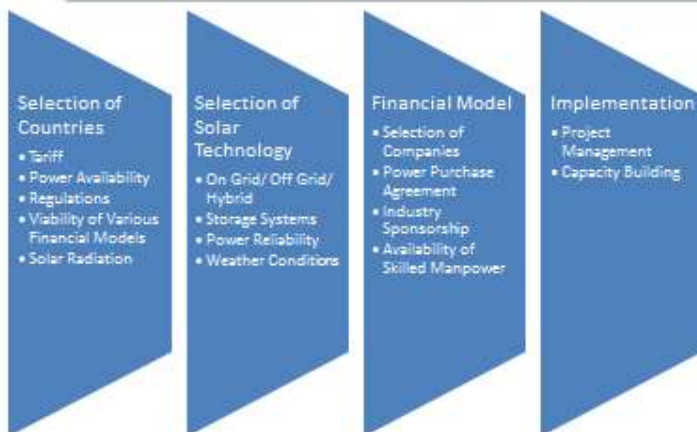 Selection of
Countries
• Tariff
• Power Availability
• Regulations
• Viability of Various
Financial Models
• Solar Radiation
Selection of
Solar
Technology
• On Grid/ Off Grid/
Hybrid
• Storage Systems
• Power Reliability
• Weather Conditions
Financial Model
• Selection of
Companies
• Power Purchase
Agreement
• Industry
Sponsorship
• Availability of
Skilled Manpower
Implementation
• Project
Management
• Capacity Building